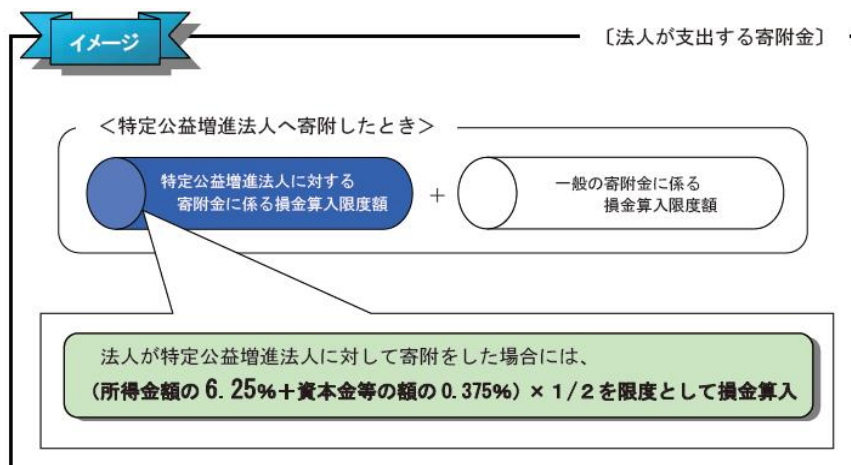 イメージ
〔法人が支出する寄附金〕
＜特定公益増進法人へ寄附したとき＞
特定公益増進法人に対する
寄附金に係る損金算入限度額
＋
一般の寄附金に係る
損金算入限度額
法人が特定公益増進法人に対して寄附をした場合には、
（所得金額の 6.25％＋資本金等の額の 0.375％）× 1/2 を限度として損金算入